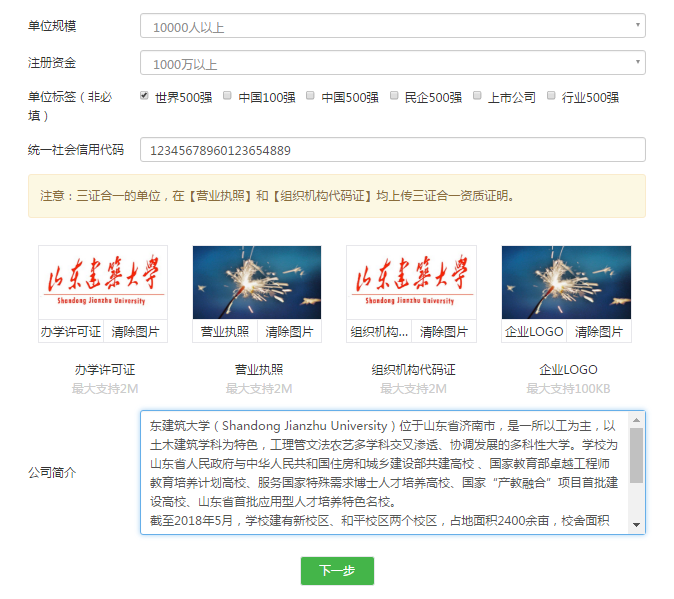 单位规模
10000人以上
注册资金
1000万以上
单位标签（非必
填）
世界500强 中国100强 中国500强 民企500强 上市公司 行业500强
统一社会信用代码
12345678960123654889
注意：三证合一的单位，在【营业执照】和【组织机构代码证】均上传三证合一资质证明。
山东建築大学 山东建築大学
Shandong Jianzhu University Shandong Jianzhu University
办学许可证 清除图片 营业执照 清除图片 组织机构... 清除图片 企业LOGO 清除图片
办学许可证 营业执照 组织机构代码证 企业LOGO
最大支持2M 最大支持2M 最大支持2M 最大支持100KB
公司简介
东建筑大学（Shandong Jianzhu University）位于山东省济南市，是一所以工为主，以
土木建筑学科为特色，工理管文法农艺多学科交叉渗透、协调发展的多科性大学。学校为
山东省人民政府与中华人民共和国住房和城乡建设部共建高校 、国家教育部卓越工程师
教育培养计划高校、服务国家特殊需求博士人才培养高校、国家“产教融合”项目首批建
设高校、山东省首批应用型人才培养特色名校。
截至2018年5月，学校建有新校区、和平校区两个校区，占地面积2400余亩，校舍面积
下一步